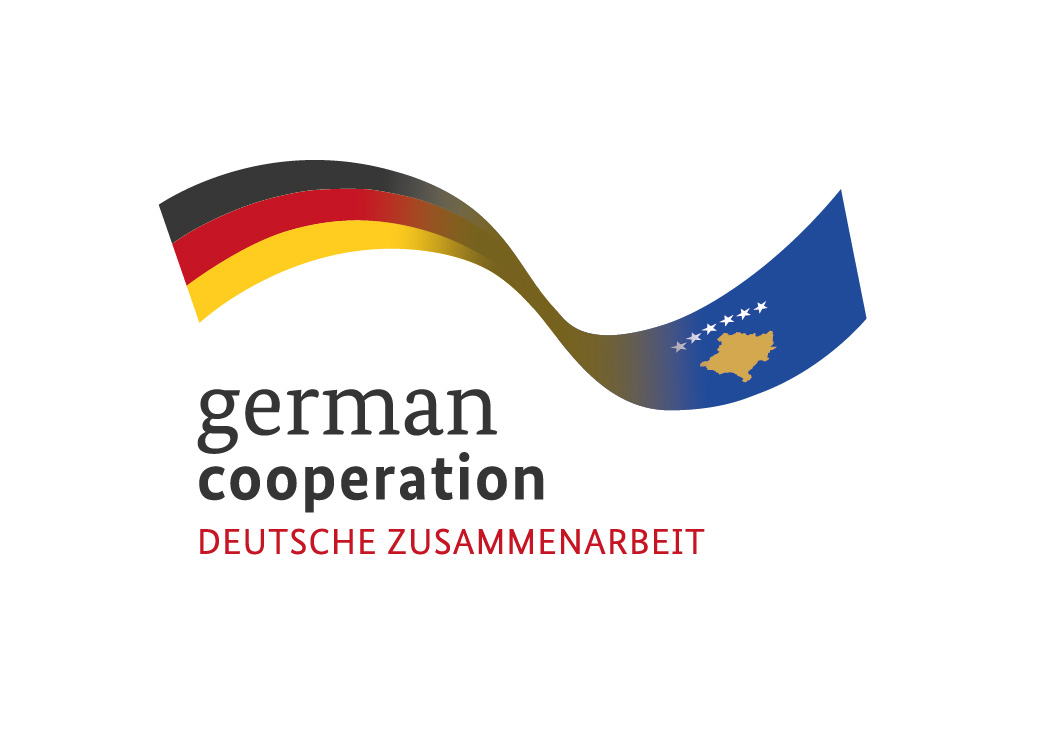 german
cooperation
DEUTSCHE ZUSAMMENARBEIT